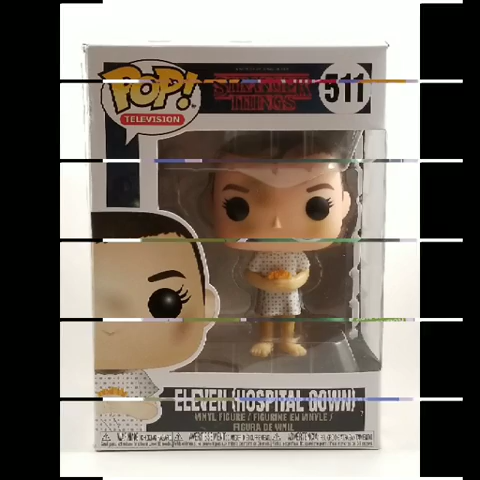 POP!
TELEVISION
STRANGER
THINGS
511
ELEVEN (HOSPITAL GOWN)
VINYL FIGURE / FIGURINE EN VINYLE /
FIGURA DE VINIL